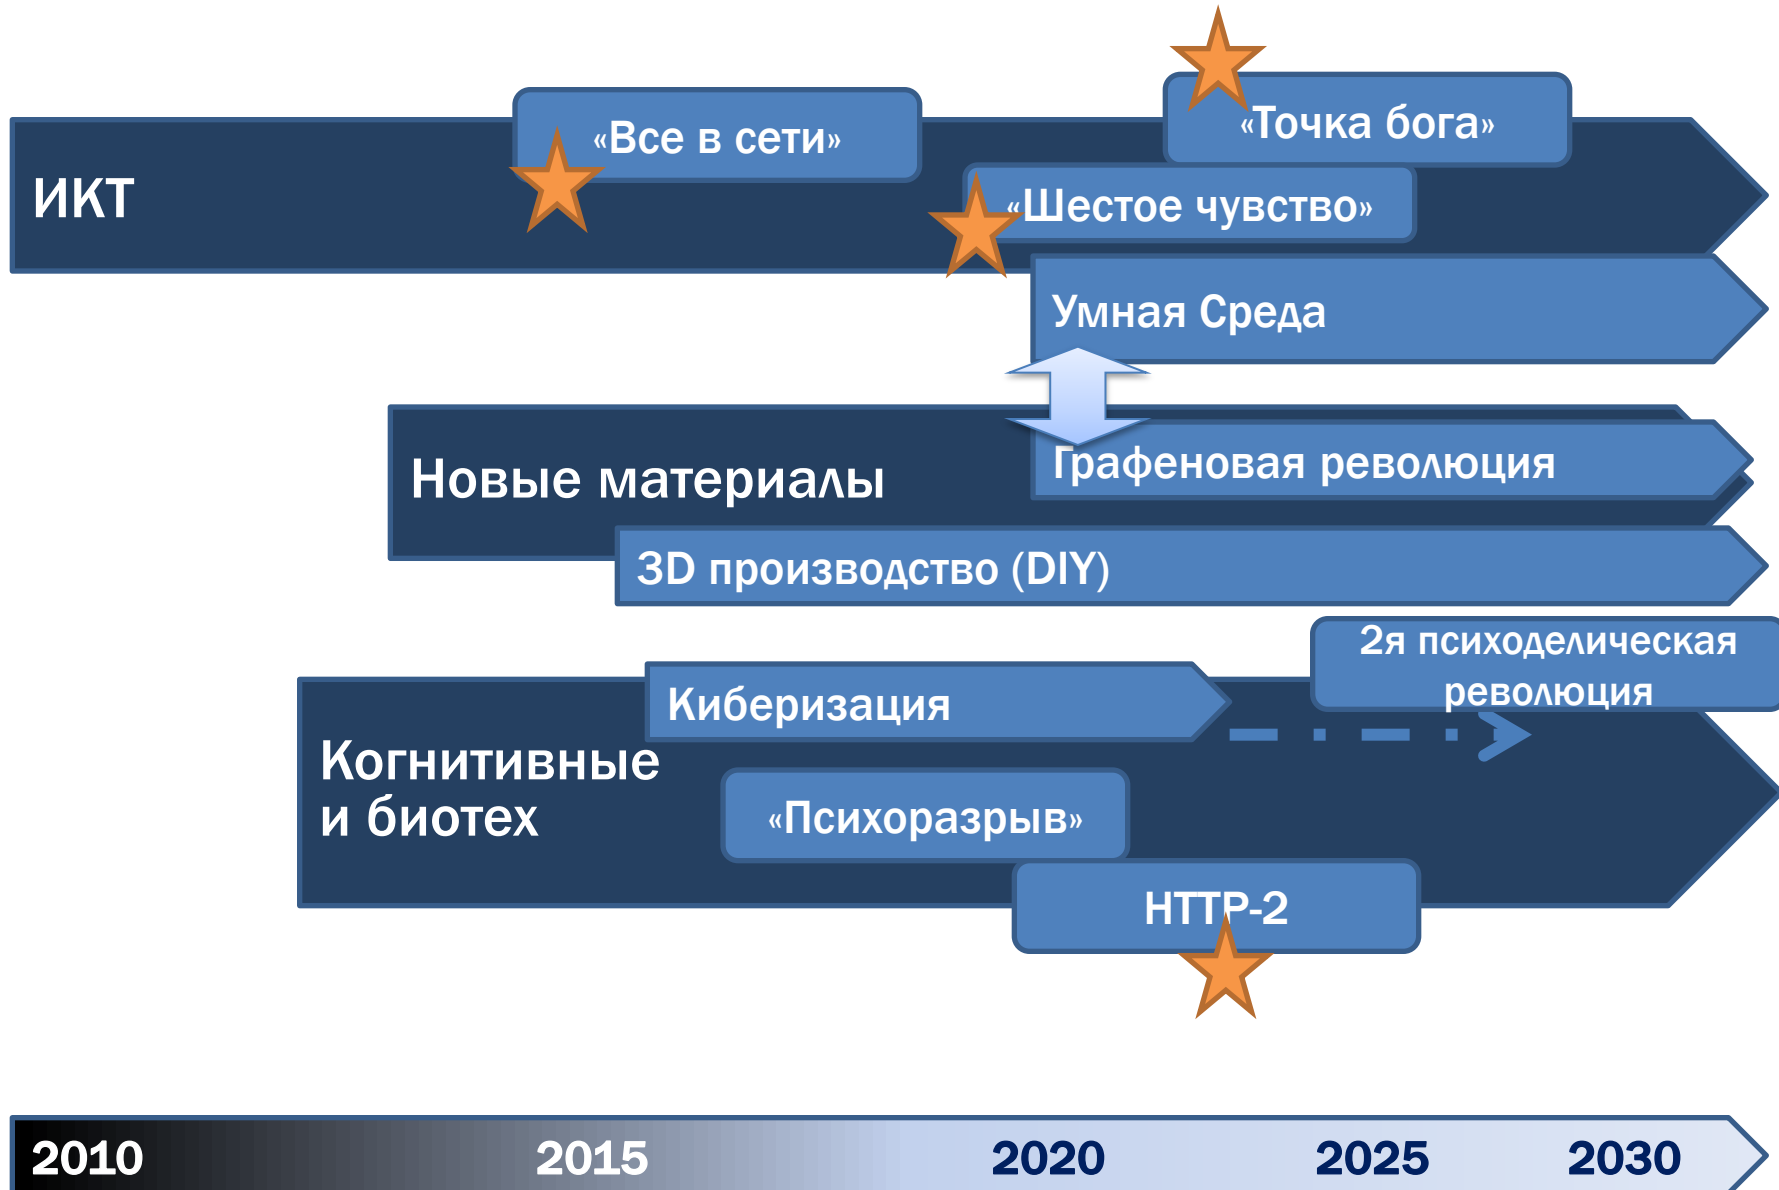 «Точка бога»
«Все в сети»
ИКТ
«Шестое чувство»
Умная Среда
Новые материалы
Графеновая революция
3D производство (DIY)
2я психоделическая
революция
Киберизация
Когнитивные
и биотех
«Психоразрыв»
HTTP-2
2010
2015
2020
2025
2030